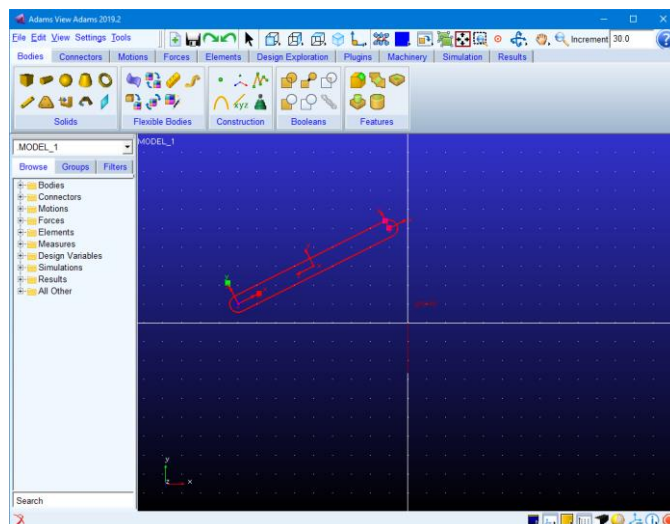 Adams View Adams 2019.2
File Edit View Settings Tools
Increment 30.0
Bodies Connectors Motions Forces Elements Design Exploration Plugins Machinery Simulation Results
Solids Flexible Bodies Construction Booleans Features
.MODEL_1
MODEL_1
Browse Groups Filters
Bodies
Connectors
Motions
Forces
Elements
Measures
Design Variables
Simulations
Results
All Other
y
z x
Search